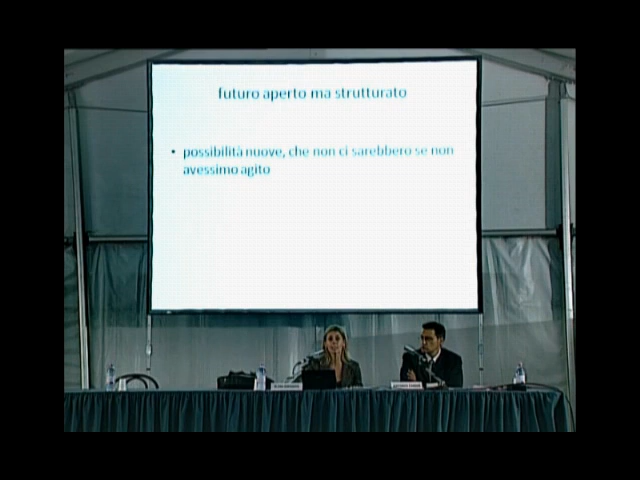 futuro aperto ma strutturato
• possibilità nuove, che non ci sarebbero se non
avessimo agito